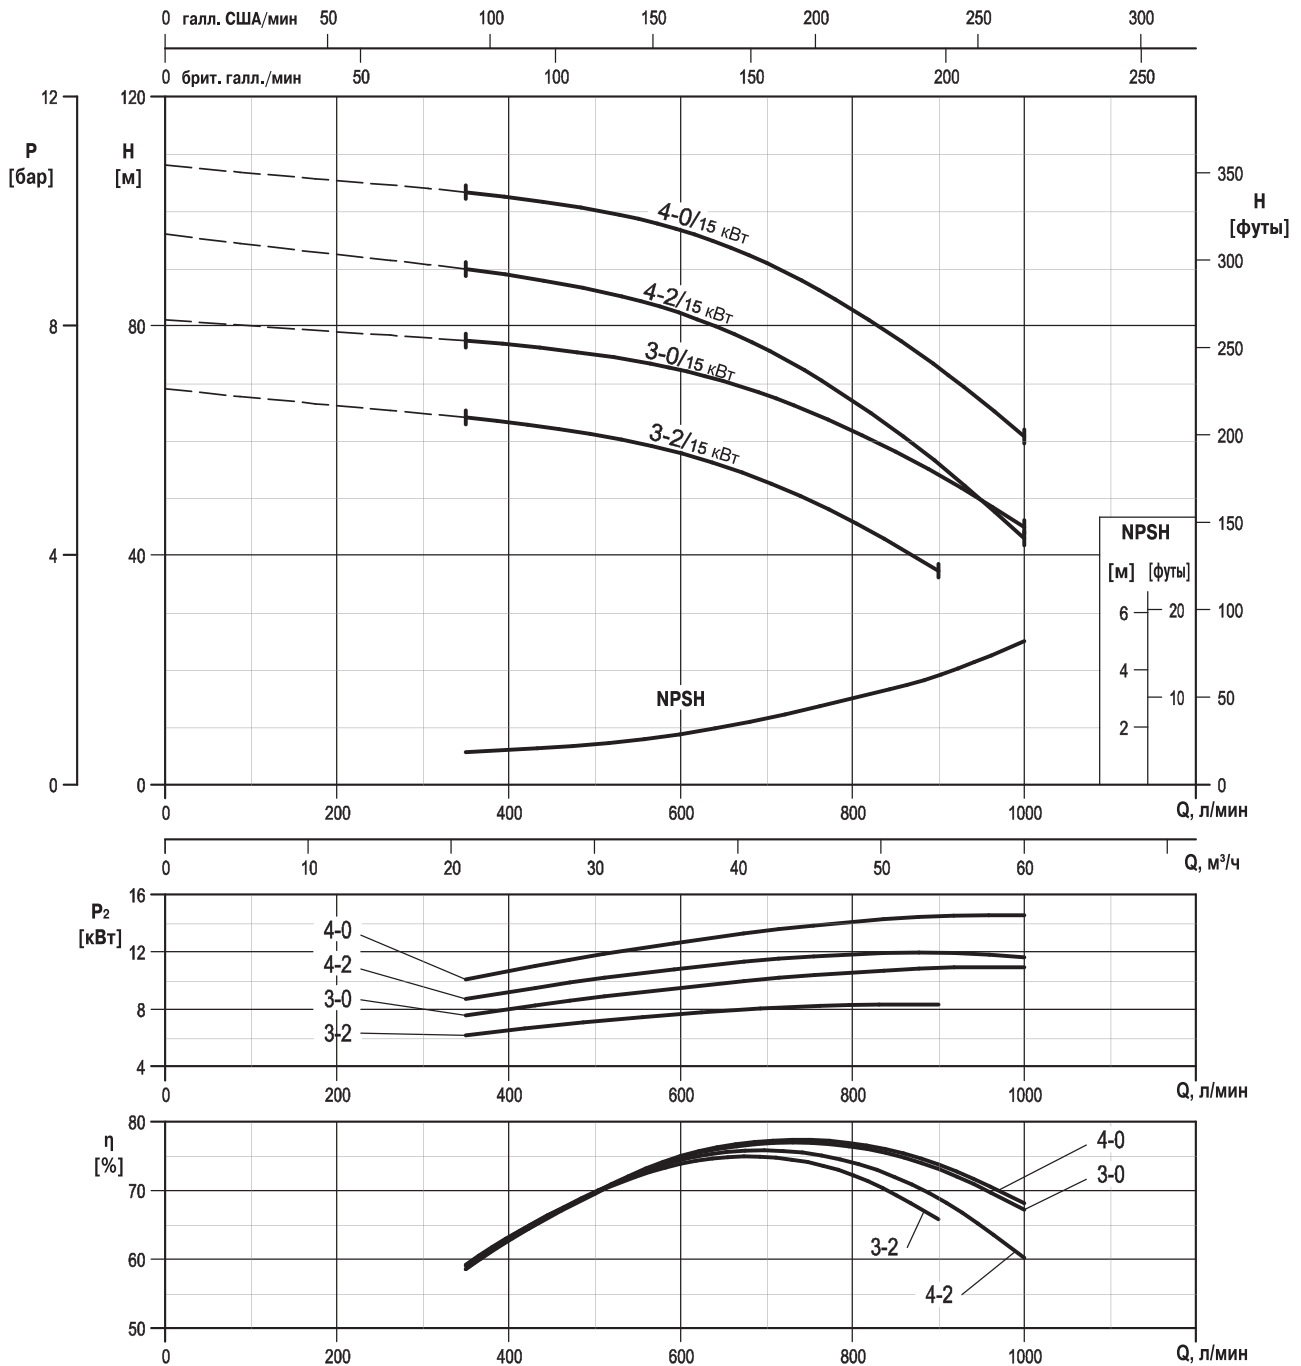 0 галл. США/мин 50 100 150 200 250 300
0 брит. галл./мин 50 100 150 200 250
12 120
P H
[бар] [м]
350
H
[футы]
4-0/15 кВт
300
4-2/15 кВт
8 80
250
3-0/15 кВт
3-2/15 кВт
200
150
NPSH
4 40
[м] [футы]
6 20 100
4
NPSH
10 50
2
0 0 0
0 200 400 600 800 1000 Q, л/мин
0 10 20 30 40 50 60 Q, м³/ч
16
P2
[кВт]
4-0
12
4-2
3-0
8
3-2
4
0 200 400 600 800 1000 Q, л/мин
80
η
[%]
4-0
3-0
70
3-2
60
4-2
50
0 200 400 600 800 1000 Q, л/мин